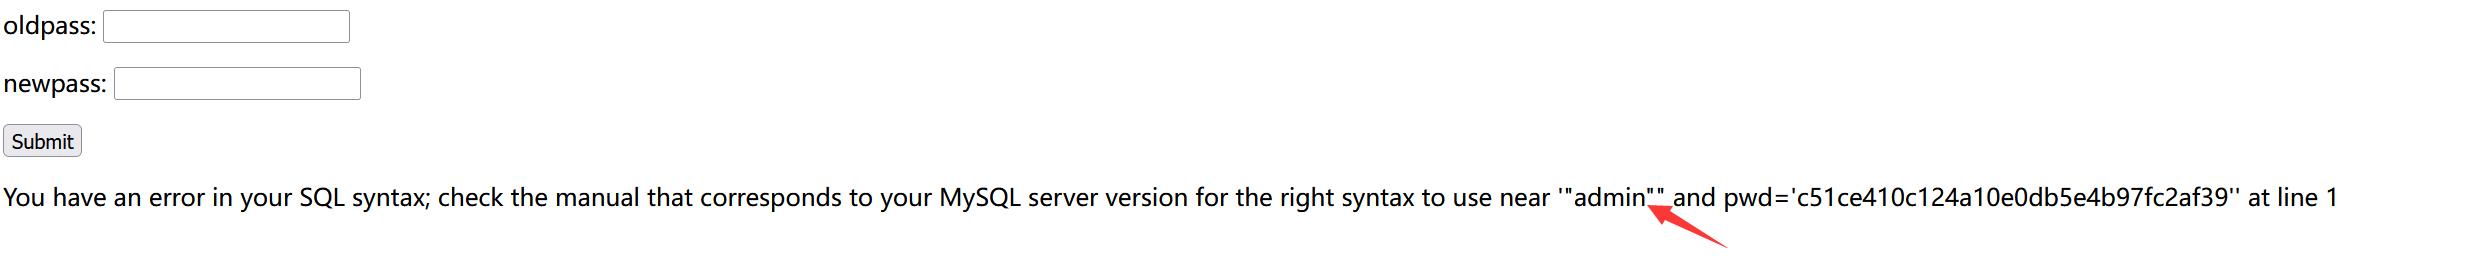 oldpass:
newpass:
Submit
You have an error in your SQL syntax; check the manual that corresponds to your MySQL server version for the right syntax to use near '"admin"" and pwd='c51ce410c124a10e0db5e4b97fc2af39'' at line 1